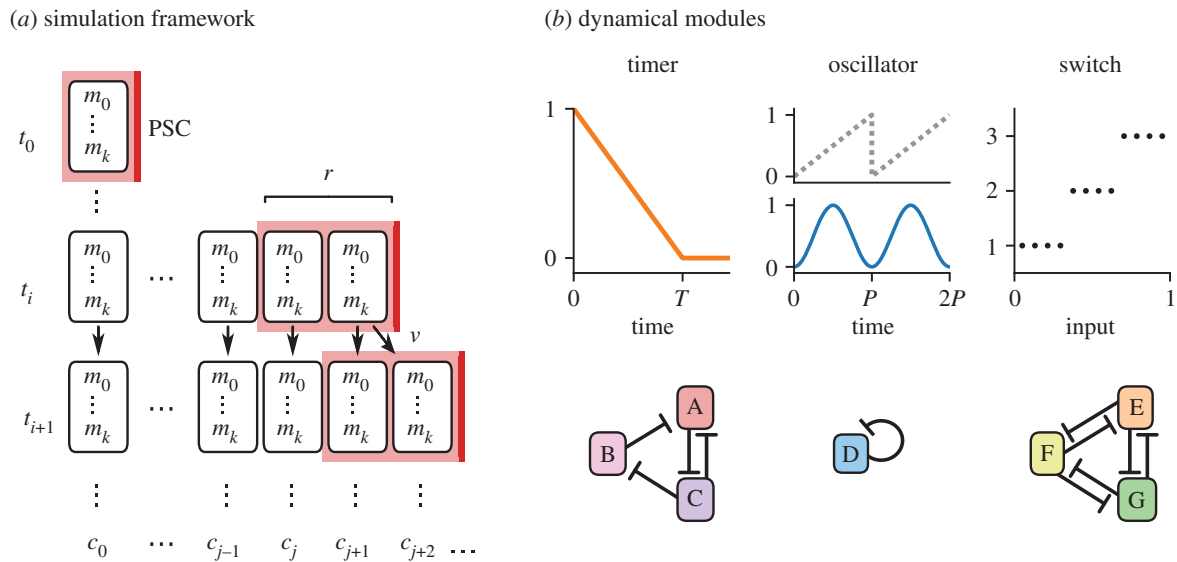 (a) simulation framework
t₀
m₀
⋮
mₖ
PSC
⋮
r
tᵢ
m₀ ⋮ mₖ ... m₀ ⋮ mₖ m₀ ⋮ mₖ m₀ ⋮ mₖ
v
tᵢ₊₁
m₀ ⋮ mₖ ... m₀ ⋮ mₖ m₀ ⋮ mₖ m₀ ⋮ mₖ m₀ ⋮ mₖ
⋮ ⋮ ⋮ ⋮ ⋮
c₀ ... cⱼ₋₁ cⱼ cⱼ₊₁ cⱼ₊₂ ...
(b) dynamical modules
timer
1
0
0 T
time
oscillator
1
0
1
0
0 P 2P
time
switch
3
2
1
0 1
input
A
B
C
D
E
F
G